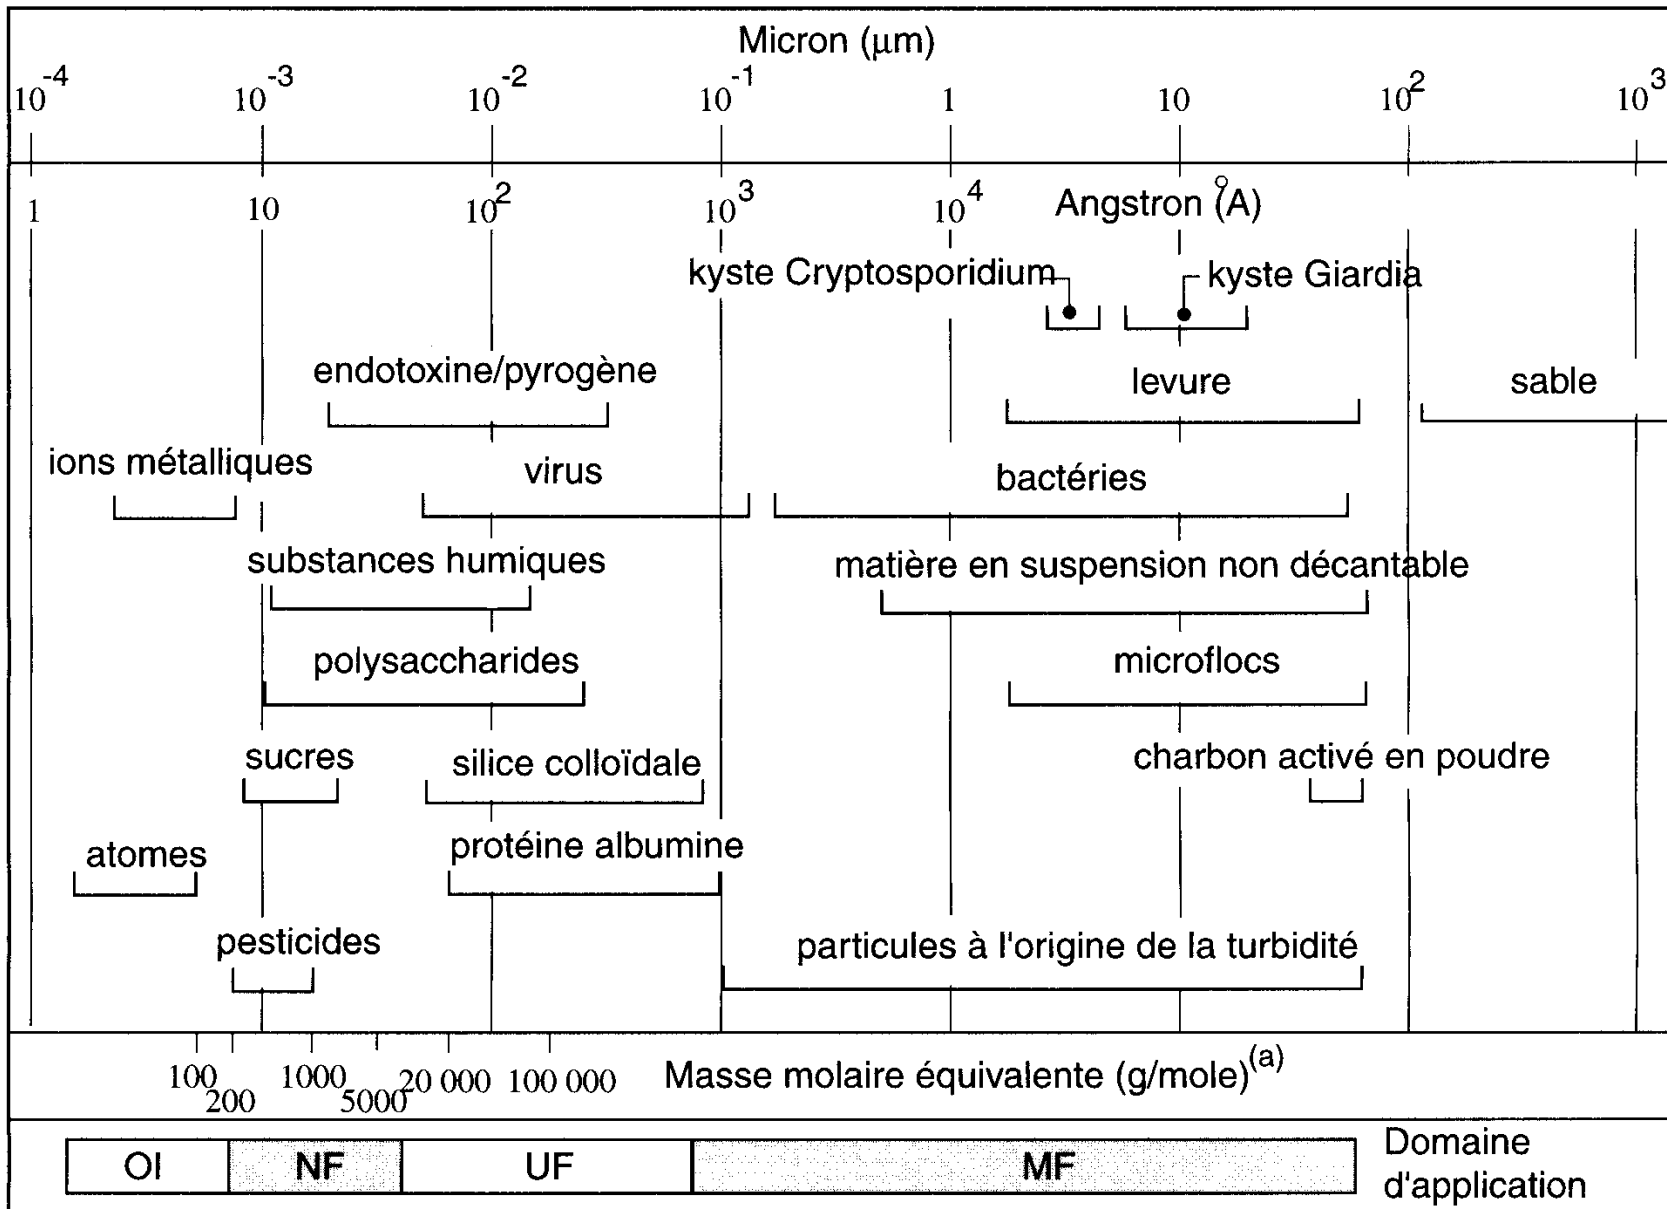 Micron (μm)
10⁻⁴ 10⁻³ 10⁻² 10⁻¹ 1 10 10² 10³
1 10 10² 10³ 10⁴ Angstron (Å)
kyste Cryptosporidium kyste Giardia
endotoxine/pyrogène levure sable
ions métalliques virus bactéries
substances humiques matière en suspension non décantable
polysaccharides microflocs
sucres silice colloïdale charbon activé en poudre
atomes protéine albumine
pesticides particules à l'origine de la turbidité
100 1000 20 000 100 000 Masse molaire équivalente (g/mole)⁽ᵃ⁾
200 5000
OI NF UF MF Domaine
d'application